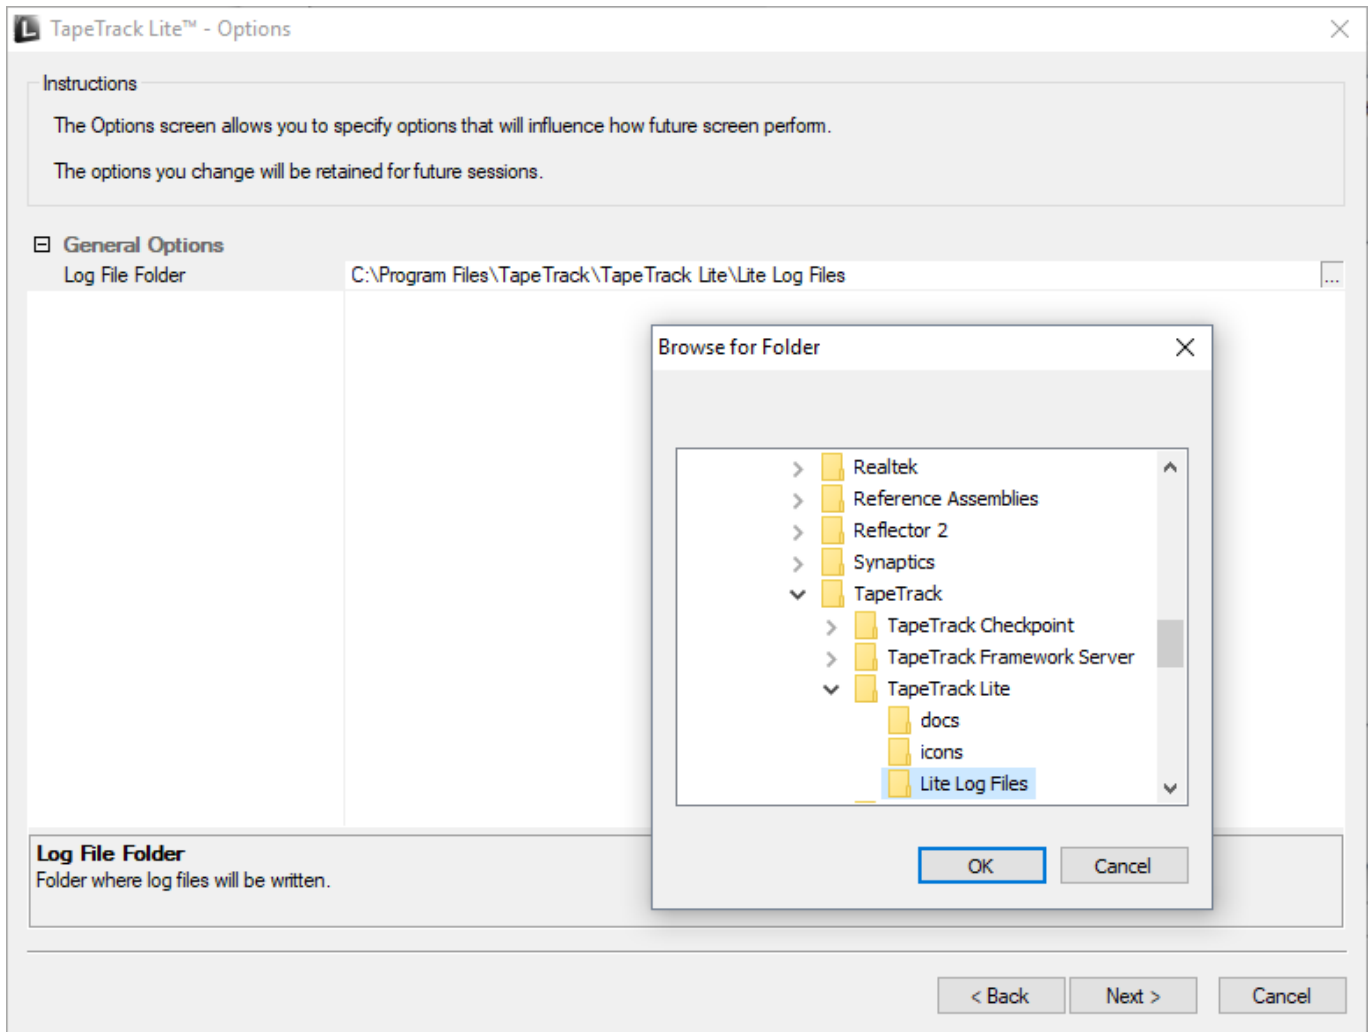 TapeTrack Lite™ - Options
Instructions
The Options screen allows you to specify options that will influence how future screen perform.
The options you change will be retained for future sessions.
General Options
Log File Folder C:\Program Files\TapeTrack\TapeTrack Lite\Lite Log Files ...
Browse for Folder
Realtek
Reference Assemblies
Reflector 2
Synaptics
TapeTrack
TapeTrack Checkpoint
TapeTrack Framework Server
TapeTrack Lite
docs
icons
Lite Log Files
OK Cancel
Log File Folder
Folder where log files will be written.
< Back Next > Cancel